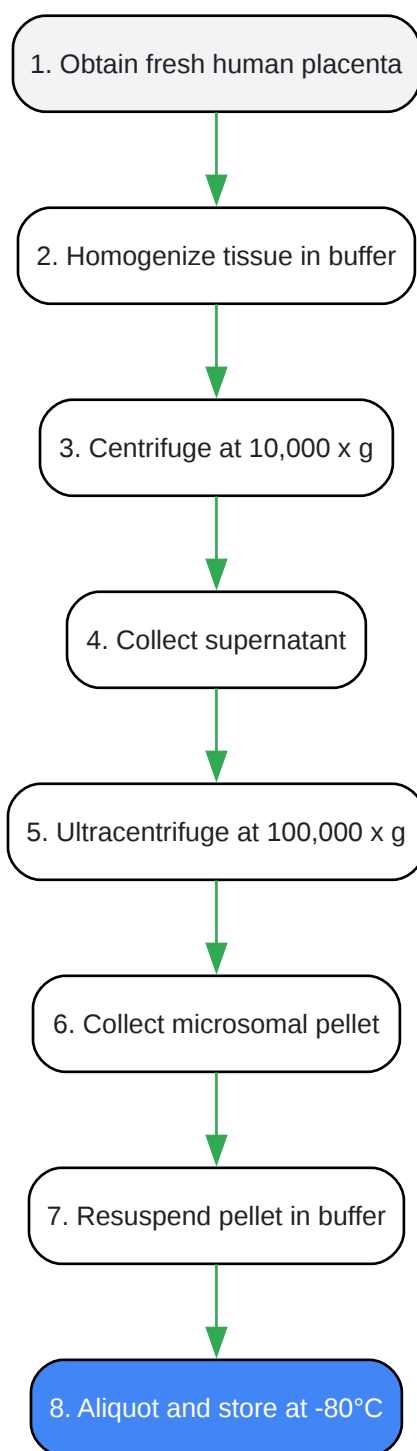 1. Obtain fresh human placenta
2. Homogenize tissue in buffer
3. Centrifuge at 10,000 x g
4. Collect supernatant
5. Ultracentrifuge at 100,000 x g
6. Collect microsomal pellet
7. Resuspend pellet in buffer
8. Aliquot and store at -80°C